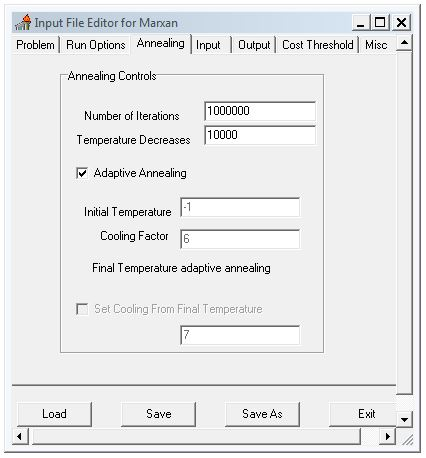 Input File Editor for Marxan
Problem Run Options Annealing Input Output Cost Threshold Misc
Annealing Controls
Number of Iterations 1000000
Temperature Decreases 10000
Adaptive Annealing
Initial Temperature -1
Cooling Factor 6
Final Temperature adaptive annealing
Set Cooling From Final Temperature
7
Load Save Save As Exit